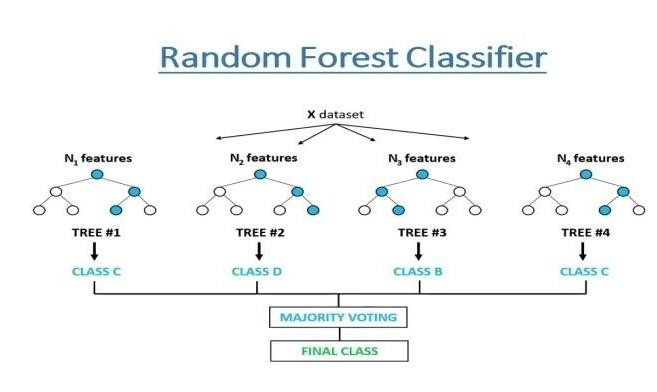 Random Forest Classifier
X dataset
N₁ features N₂ features N₃ features N₄ features
TREE #1 TREE #2 TREE #3 TREE #4
CLASS C CLASS D CLASS B CLASS C
MAJORITY VOTING
FINAL CLASS